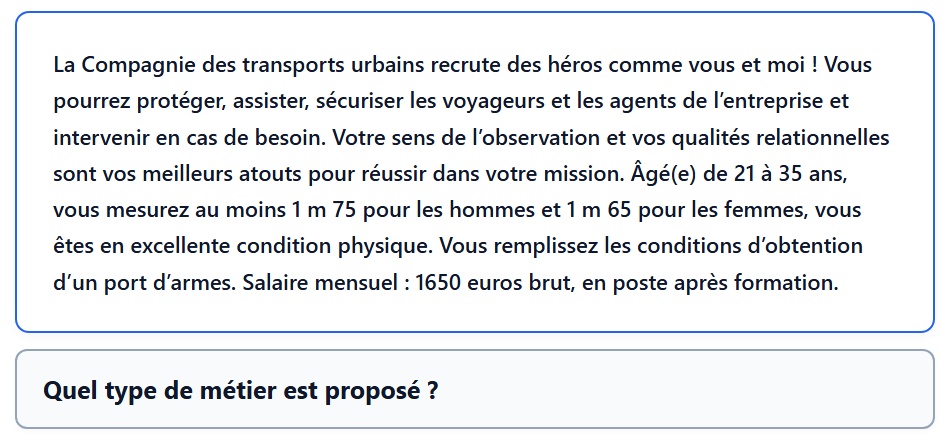 La Compagnie des transports urbains recrute des héros comme vous et moi ! Vous
pourrez protéger, assister, sécuriser les voyageurs et les agents de l’entreprise et
intervenir en cas de besoin. Votre sens de l’observation et vos qualités relationnelles
sont vos meilleurs atouts pour réussir dans votre mission. Âgé(e) de 21 à 35 ans,
vous mesurez au moins 1 m 75 pour les hommes et 1 m 65 pour les femmes, vous
êtes en excellente condition physique. Vous remplissez les conditions d’obtention
d’un port d’armes. Salaire mensuel : 1650 euros brut, en poste après formation.
Quel type de métier est proposé ?